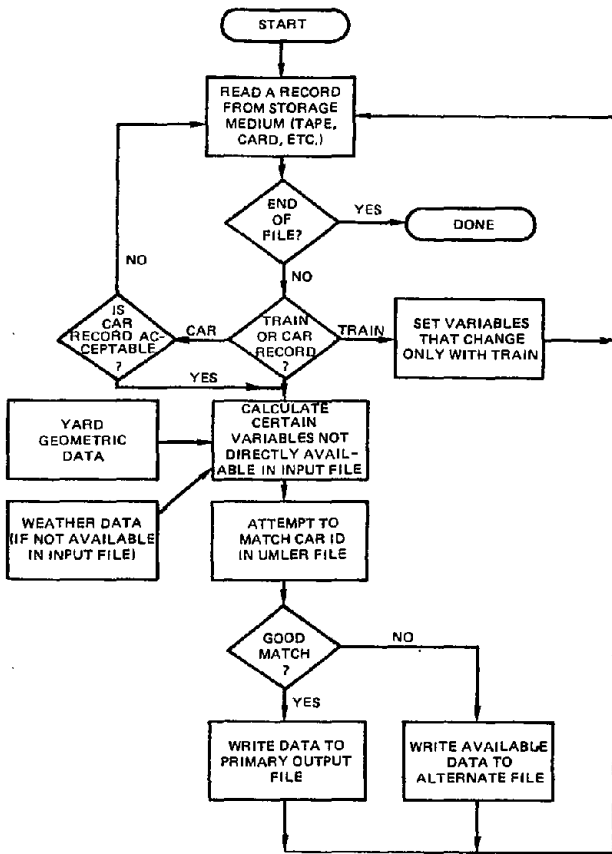 START
READ A RECORD
FROM STORAGE
MEDIUM (TAPE,
CARD, ETC.)
END
OF
FILE?
YES
DONE
NO
NO
IS
CAR
RECORD AC-
CEPTABLE
?
CAR
TRAIN
OR CAR
RECORD
?
TRAIN
SET VARIABLES
THAT CHANGE
ONLY WITH TRAIN
YES
YARD
GEOMETRIC
DATA
CALCULATE
CERTAIN
VARIABLES NOT
DIRECTLY AVAIL-
ABLE IN INPUT FILE
WEATHER DATA
(IF NOT AVAILABLE
IN INPUT FILE)
ATTEMPT TO
MATCH CAR ID
IN UMLER FILE
GOOD
MATCH
?
NO
YES
WRITE DATA TO
PRIMARY OUTPUT
FILE
WRITE AVAILABLE
DATA TO
ALTERNATE FILE